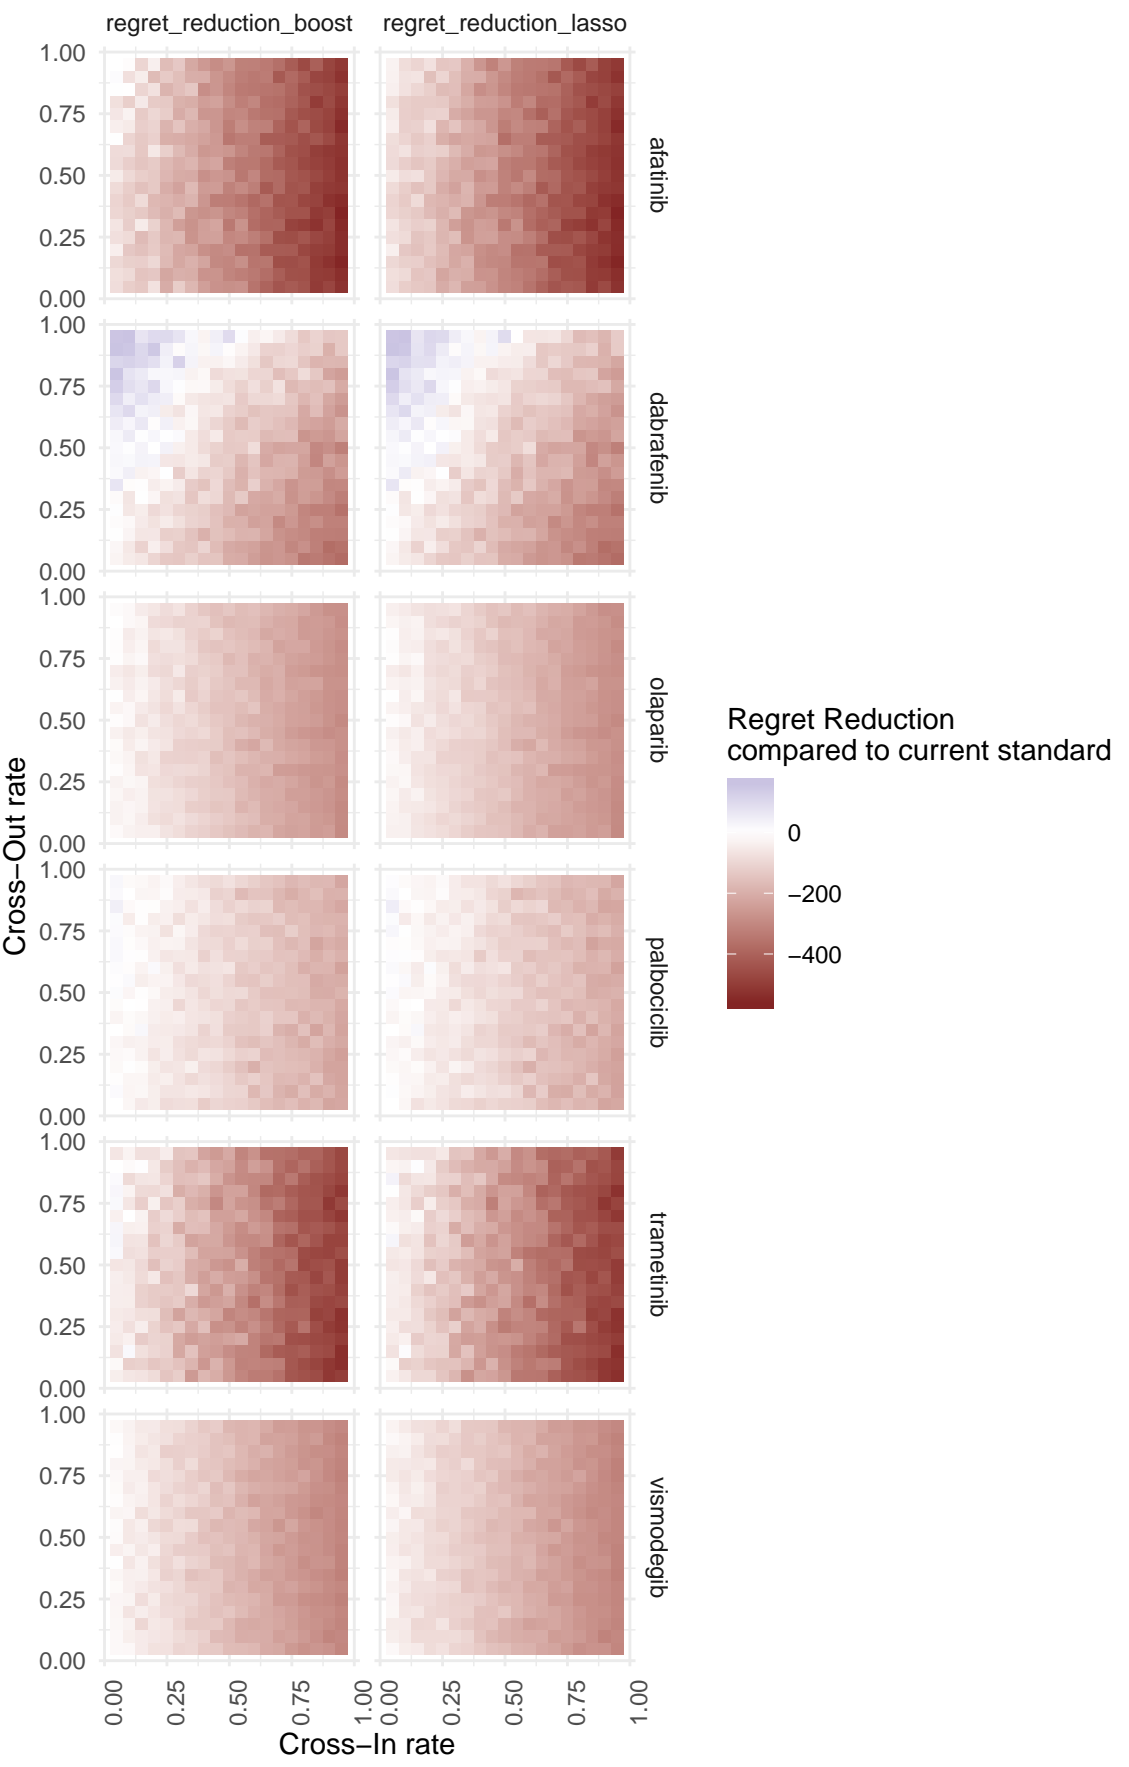 regret_reduction_boost regret_reduction_lasso
1.00
0.75
0.50
0.25
0.00
afatinib
1.00
0.75
0.50
0.25
0.00
dabrafenib
1.00
0.75
0.50
0.25
0.00
olaparib
1.00
0.75
0.50
0.25
0.00
palbociclib
1.00
0.75
0.50
0.25
0.00
trametinib
1.00
0.75
0.50
0.25
0.00
vismodegib
Cross−Out rate
0.00 0.25 0.50 0.75 1.00 0.00 0.25 0.50 0.75 1.00
Cross−In rate
Regret Reduction
compared to current standard
0
−200
−400